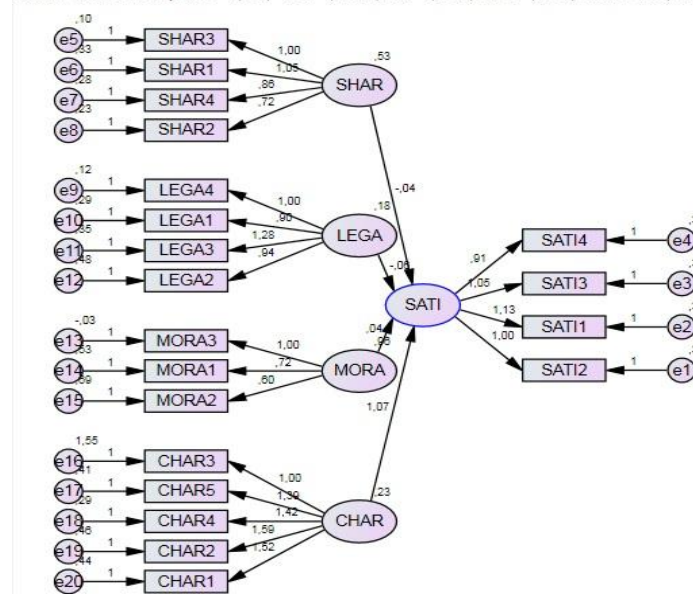 ,10
e5 1 SHAR3
,33
e6 1 SHAR1
,28
e7 1 SHAR4
,23
e8 1 SHAR2
1,00
1,05
,86
,72
,53
SHAR
-,04
,12
e9 1 LEGA4
,29
e10 1 LEGA1
,35
e11 1 LEGA3
,48
e12 1 LEGA2
1,00
,90
1,28
,94
,18
LEGA
-,06
SATI
-,03
e13 1 MORA3
,53
e14 1 MORA1
e15 1 MORA2
1,00
,72
,60
,96
MORA
,04
1,55
e16 1 CHAR3
,41
e17 1 CHAR5
,29
e18 1 CHAR4
,46
e19 1 CHAR2
,44
e20 1 CHAR1
1,00
1,39
1,42
1,59
1,52
,23
CHAR
1,07
,91
1,05
1,13
1,00
SATI4 1 e4
SATI3 1 e3
SATI1 1 e2
SATI2 1 e1